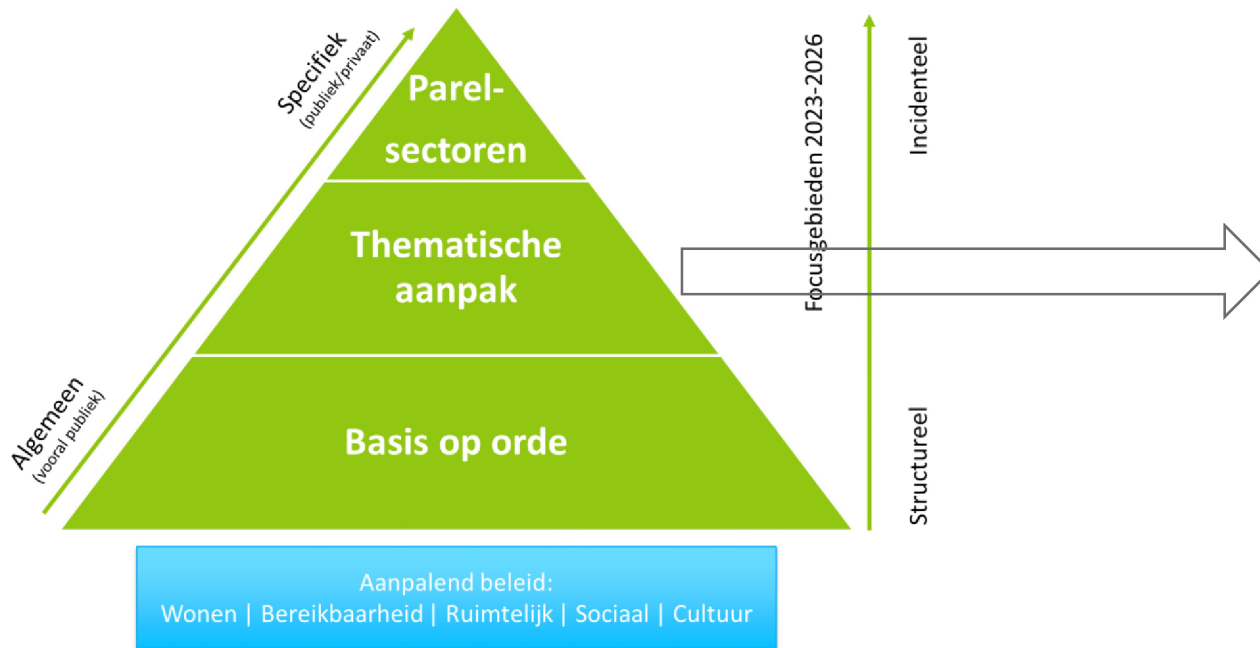 Specifiek
(publiek/privaat)
Algemeen
(vooral publiek)
Parel-
sectoren
Thematische
aanpak
Basis op orde
Focusgebieden 2023-2026
Incidenteel
Structureel
Aanpalend beleid:
Wonen | Bereikbaarheid | Ruimtelijk | Sociaal | Cultuur